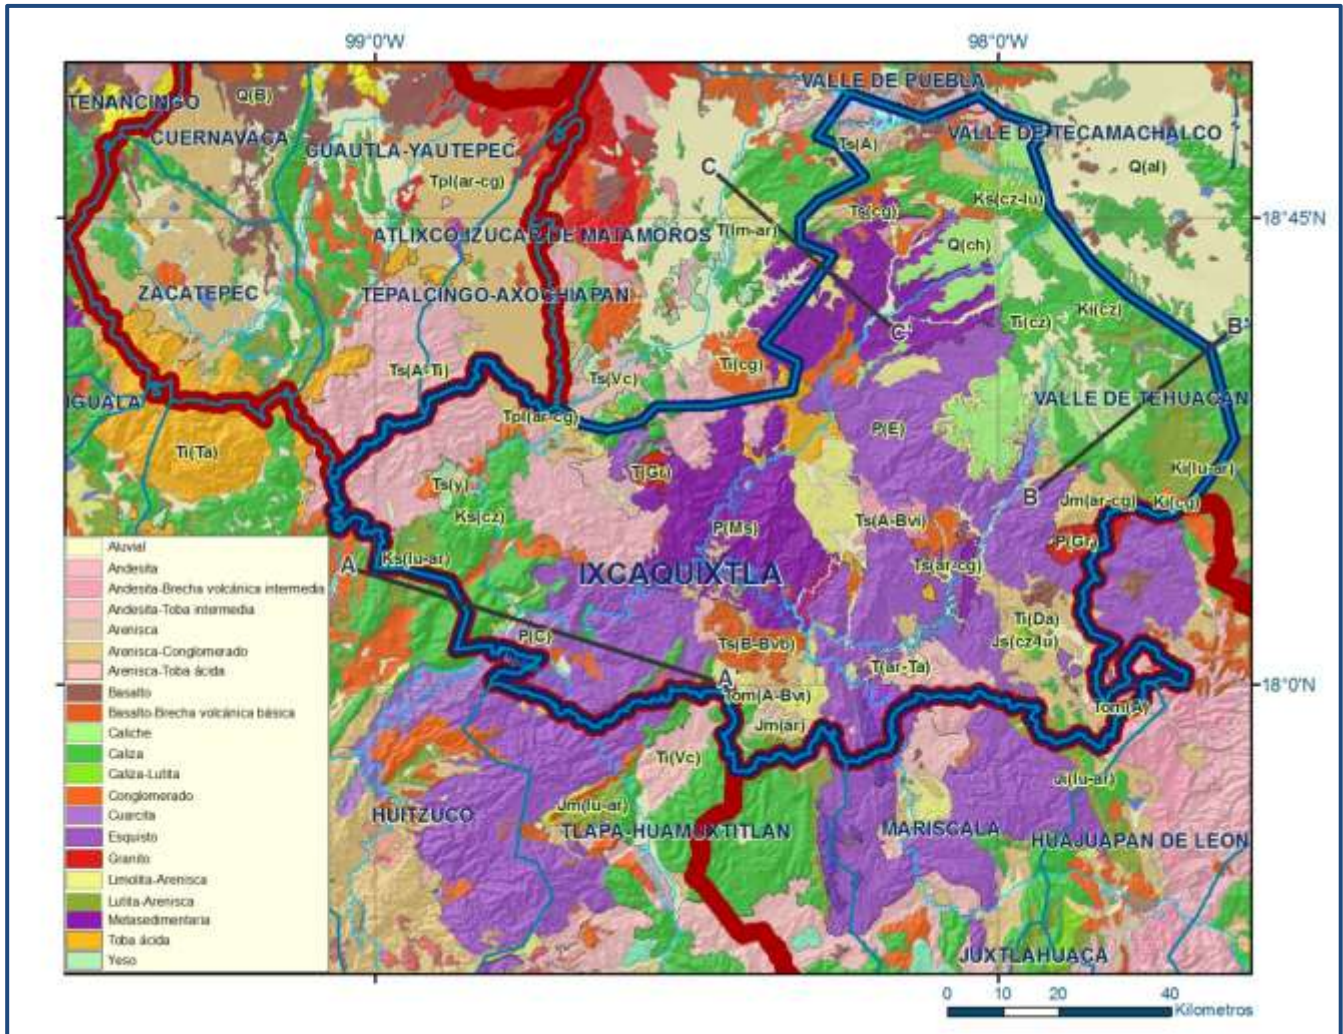 99°0'W
98°0'W
VALLE DE PUEBLA
TENANCINGO
Q(B)
CUERNAVACA
VALLE DE TECAMACHALCO
CUAUTLA-YAUTEPEC
Ts(A)
Tpl(ar-cg)
C
Q(al)
Ks(cz-lu)
Ts(cg)
18°45'N
ATLIXCO-IZUCAR DE MATAMOROS
T(lm-ar)
Q(ch)
ZACATEPEC
TEPALCINGO-AXOCHIAPAN
Ki(cz)
Ti(cz)
C'
B'
Ti(cg)
Ts(A-Ti)
Ts(Vc)
IGUALA
VALLE DE TEHUACAN
Tpl(ar-cg)
P(E)
Ti(Ta)
T(Gr)
Ki(lu-ar)
Ts(y)
B
Jm(ar-cg)
Ki(cg)
Ks(cz)
Ts(A-Bvi)
P(Ms)
P(Gr)
Ks(lu-ar)
A
Ts(ar-cg)
IXCAQUIXTLA
Ti(Da)
P(C)
Ts(B-Bvb)
Js(cz-lu)
T(ar-Ta)
A'
18°0'N
Tom(A-Bvi)
Tom(A)
Jm(ar)
Ti(Vc)
Ji(lu-ar)
Jm(lu-ar)
HUITZUCO
TLAPA-HUAMUXTITLAN
MARISCALA
HUAJUAPAN DE LEON
JUXTLAHUACA
Aluvial
Andesita
Andesita-Brecha volcánica intermedia
Andesita-Toba intermedia
Arenisca
Arenisca-Conglomerado
Arenisca-Toba ácida
Basalto
Basalto-Brecha volcánica básica
Caliche
Caliza
Caliza-Lutita
Conglomerado
Cuarcita
Esquisto
Granito
Limolita-Arenisca
Lutita-Arenisca
Metasedimentaria
Toba ácida
Yeso
0 10 20 40
Kilometros